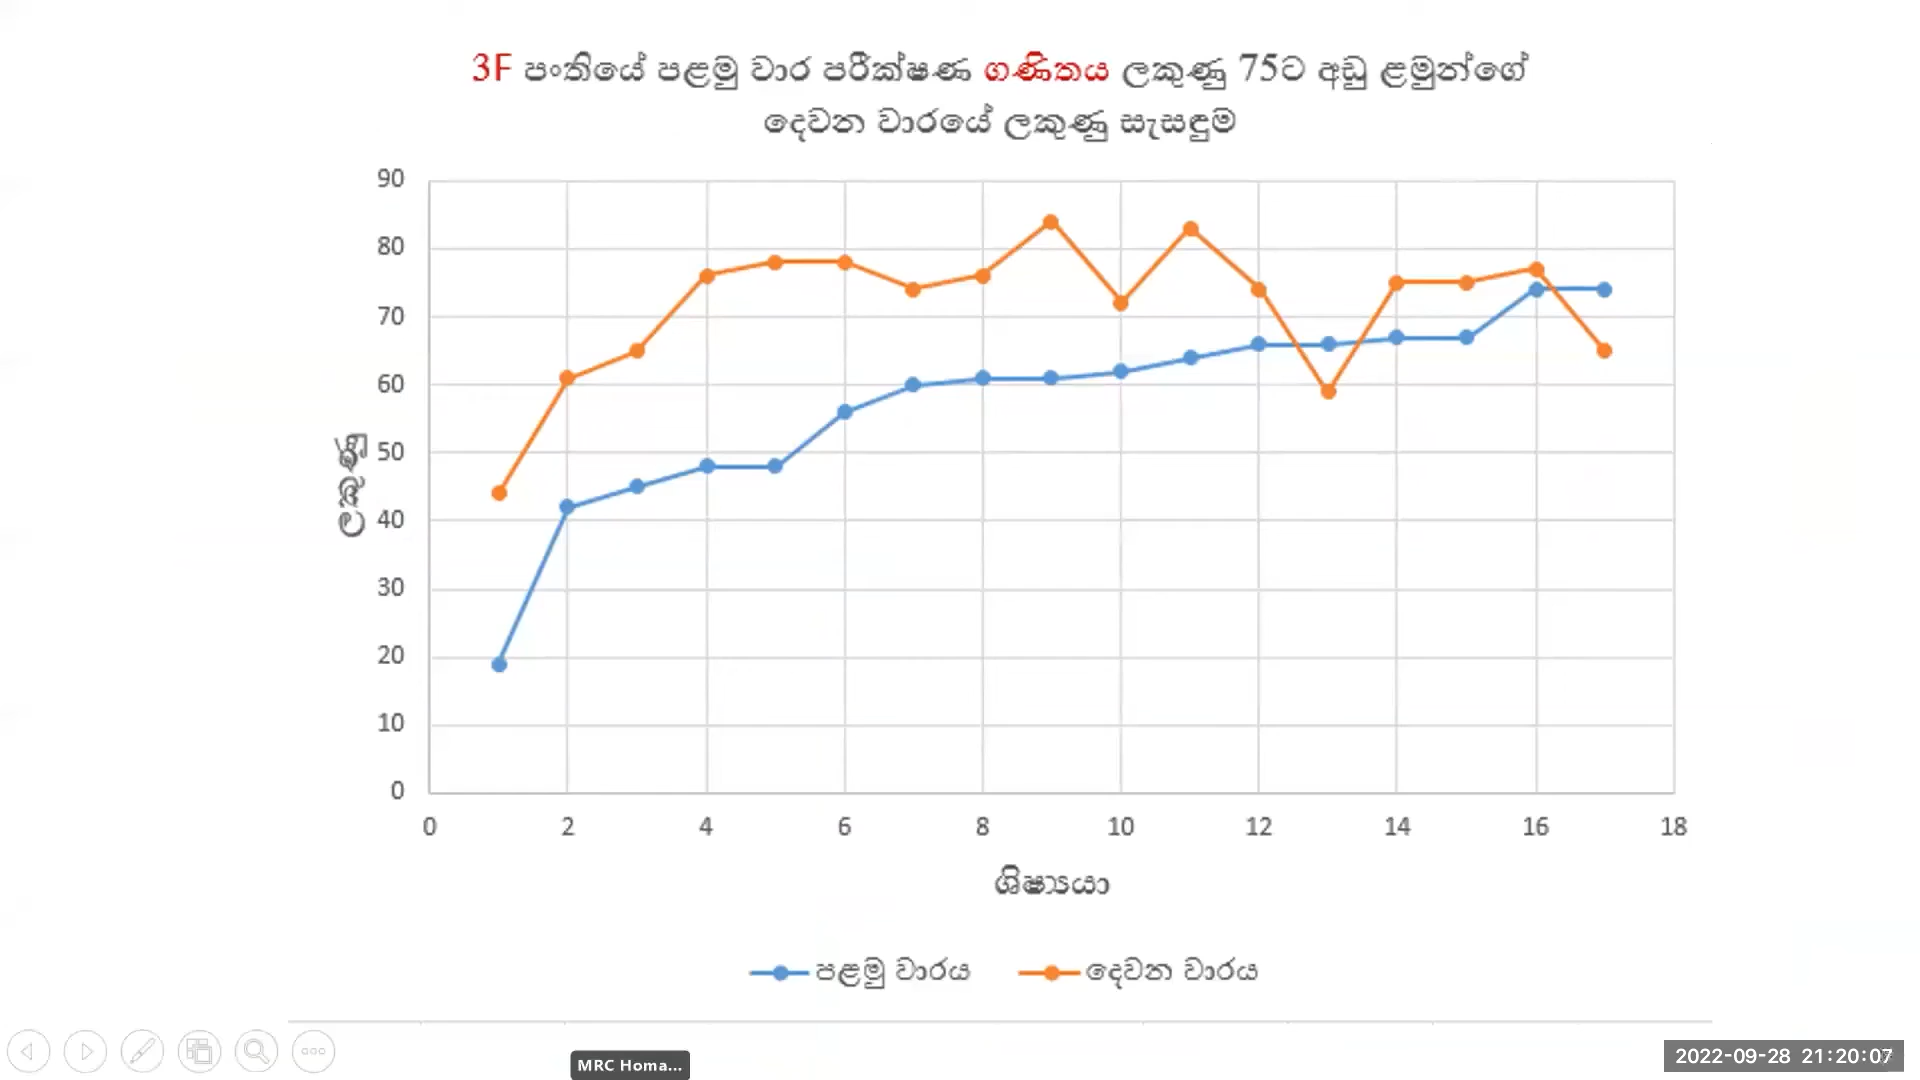 3F පංතියේ පළමු වාර පරීක්ෂණ ගණිතය ලකුණු 75ට අඩු ළමුන්ගේ
දෙවන වාරයේ ලකුණු සැසඳුම
90
80
70
60
50
40
30
20
10
0
ලකුණු
0 2 4 6 8 10 12 14 16 18
ශිෂ්‍යයා
පළමු වාරය දෙවන වාරය
MRC Homa...
2022-09-28 21:20:07